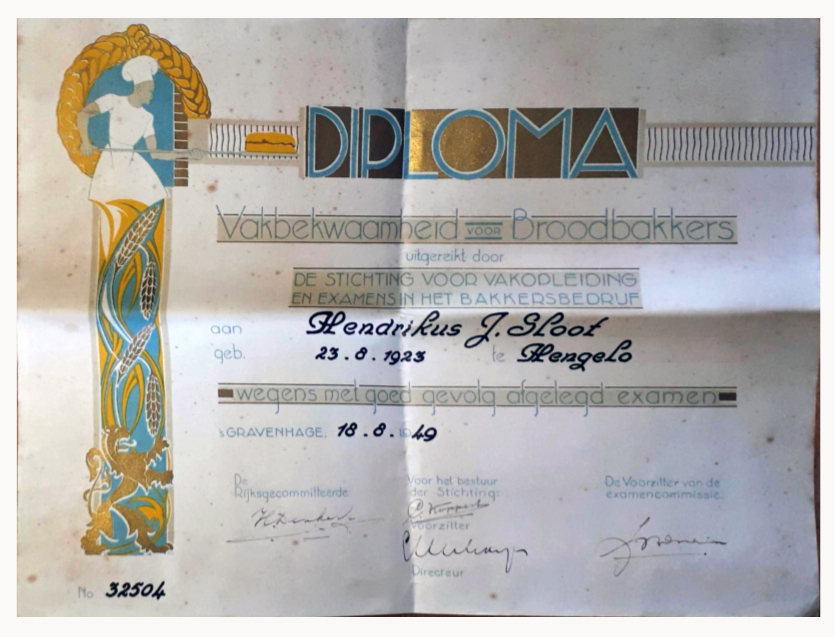 DIPLOMA
Vakbekwaamheid VOOR Broodbakkers
uitgereikt door
DE STICHTING VOOR VAKOPLEIDING
EN EXAMENS IN HET BAKKERSBEDRIJF
aan Hendrikus J. Sloot
geb. 23.8.1923 te Hengelo
wegens met goed gevolg afgelegd examen
'sGRAVENHAGE, 18.8.1949
De Rijksgecommitteerde
Voor het bestuur der Stichting:
De Voorzitter van de examencommissie.
Voorzitter
Directeur
No 32504